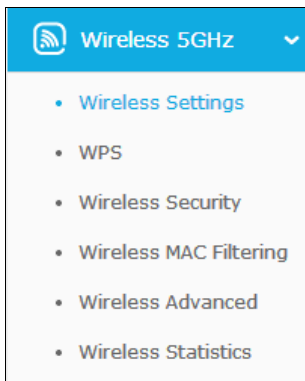 Wireless 5GHz
Wireless Settings
WPS
Wireless Security
Wireless MAC Filtering
Wireless Advanced
Wireless Statistics